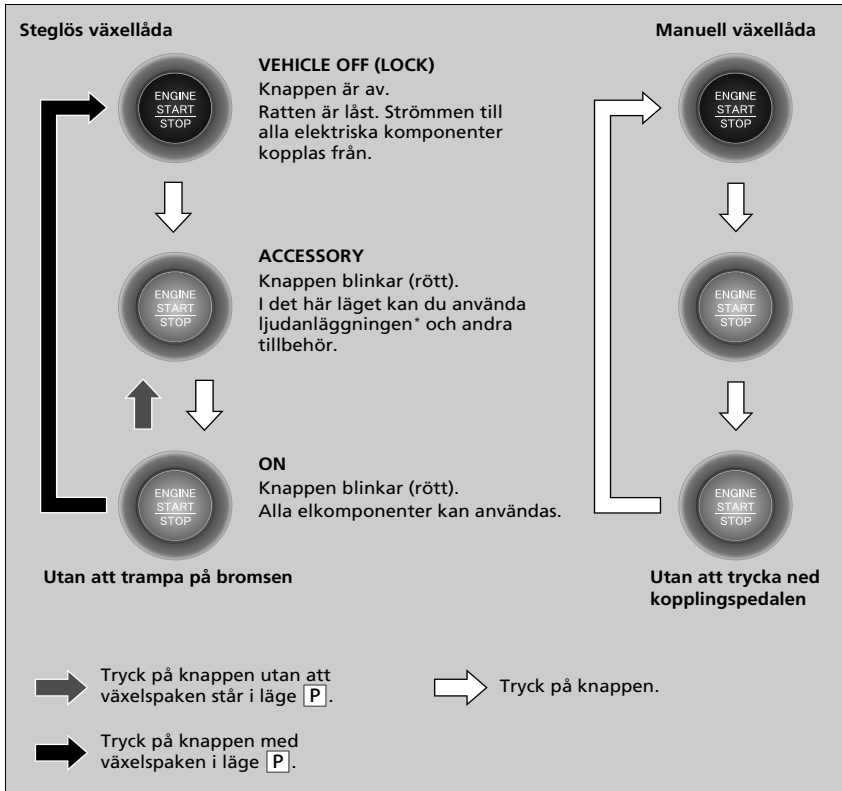 Steglös växellåda
Manuell växellåda
ENGINE
START
STOP
VEHICLE OFF (LOCK)
Knappen är av.
Ratten är låst. Strömmen till
alla elektriska komponenter
kopplas från.
ENGINE
START
STOP
ENGINE
START
STOP
ACCESSORY
Knappen blinkar (rött).
I det här läget kan du använda
ljudanläggningen* och andra
tillbehör.
ENGINE
START
STOP
ENGINE
START
STOP
ON
Knappen blinkar (rött).
Alla elkomponenter kan användas.
ENGINE
START
STOP
Utan att trampa på bromsen
Utan att trycka ned
kopplingspedalen
Tryck på knappen utan att
växelspaken står i läge P.
Tryck på knappen.
Tryck på knappen med
växelspaken i läge P.